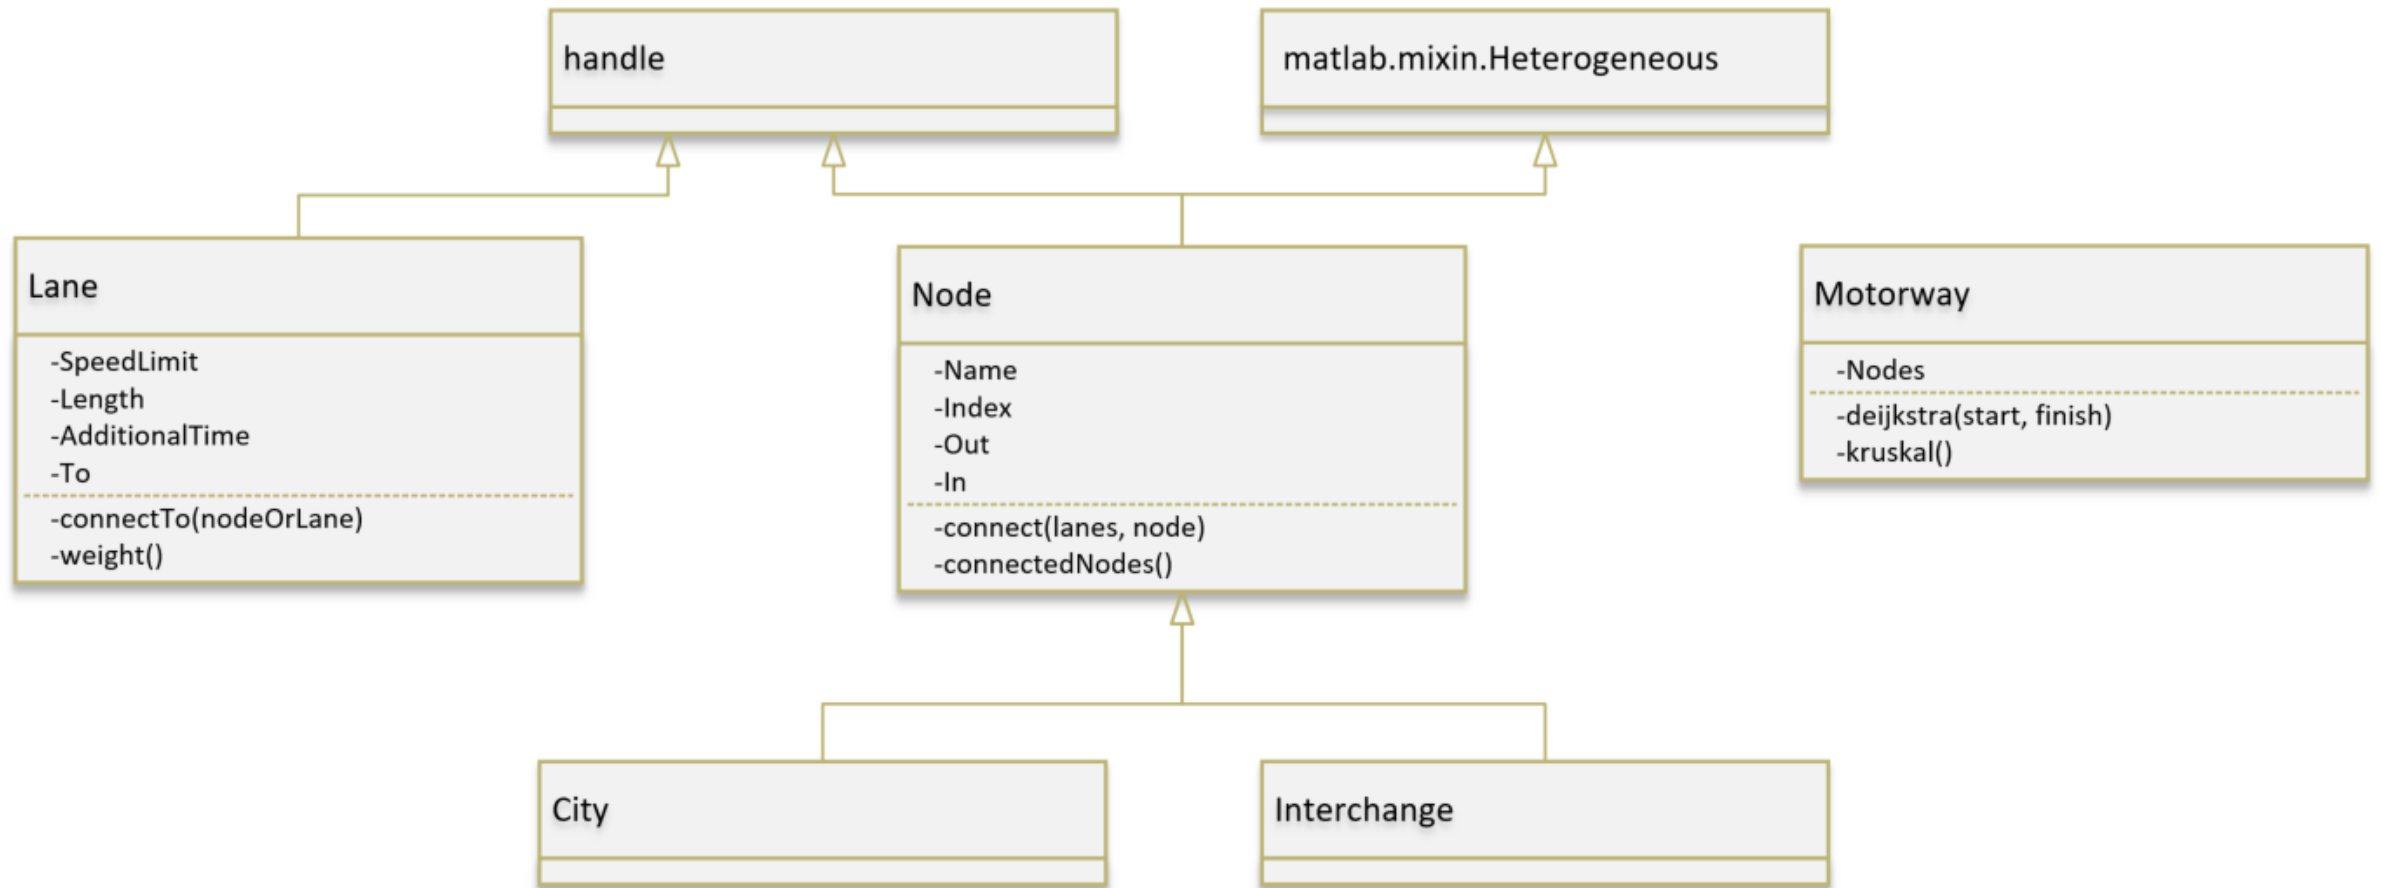 handle
matlab.mixin.Heterogeneous
Lane
-SpeedLimit
-Length
-AdditionalTime
-To
-connectTo(nodeOrLane)
-weight()
Node
-Name
-Index
-Out
-In
-connect(lanes, node)
-connectedNodes()
Motorway
-Nodes
-deijkstra(start, finish)
-kruskal()
City
Interchange